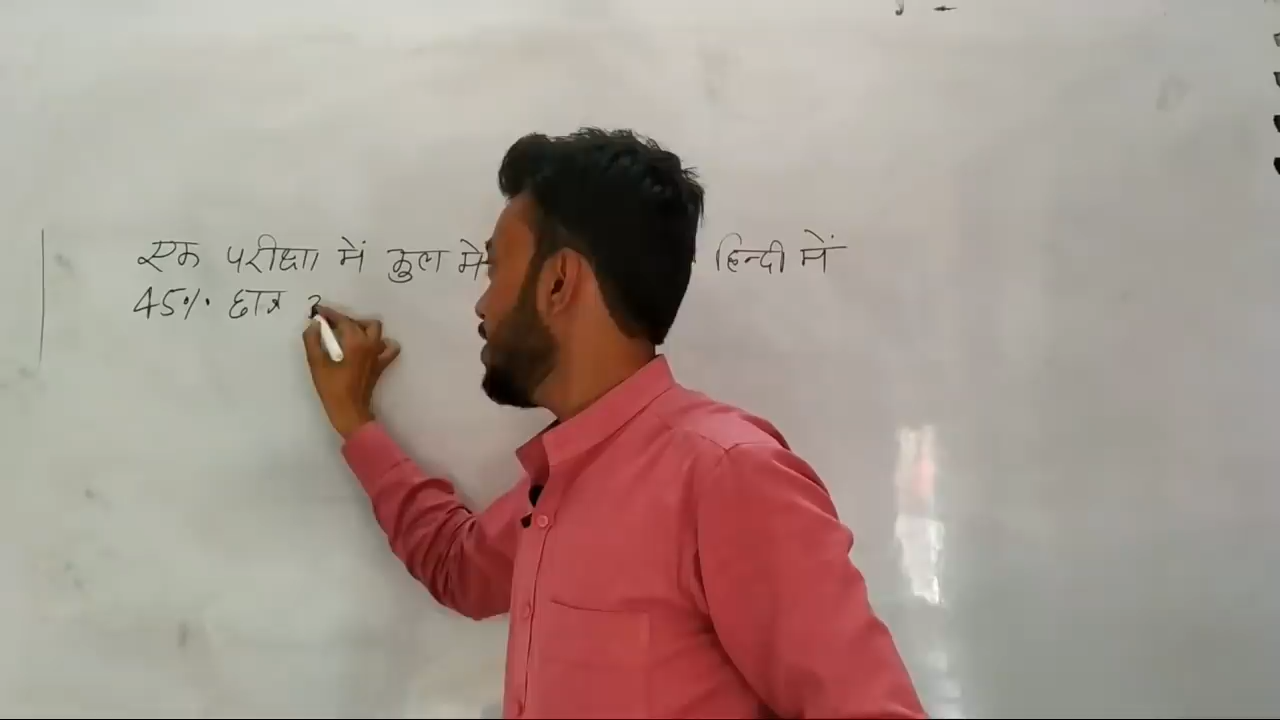 एक परीक्षा में कुल में हिन्दी में
45% छात्र